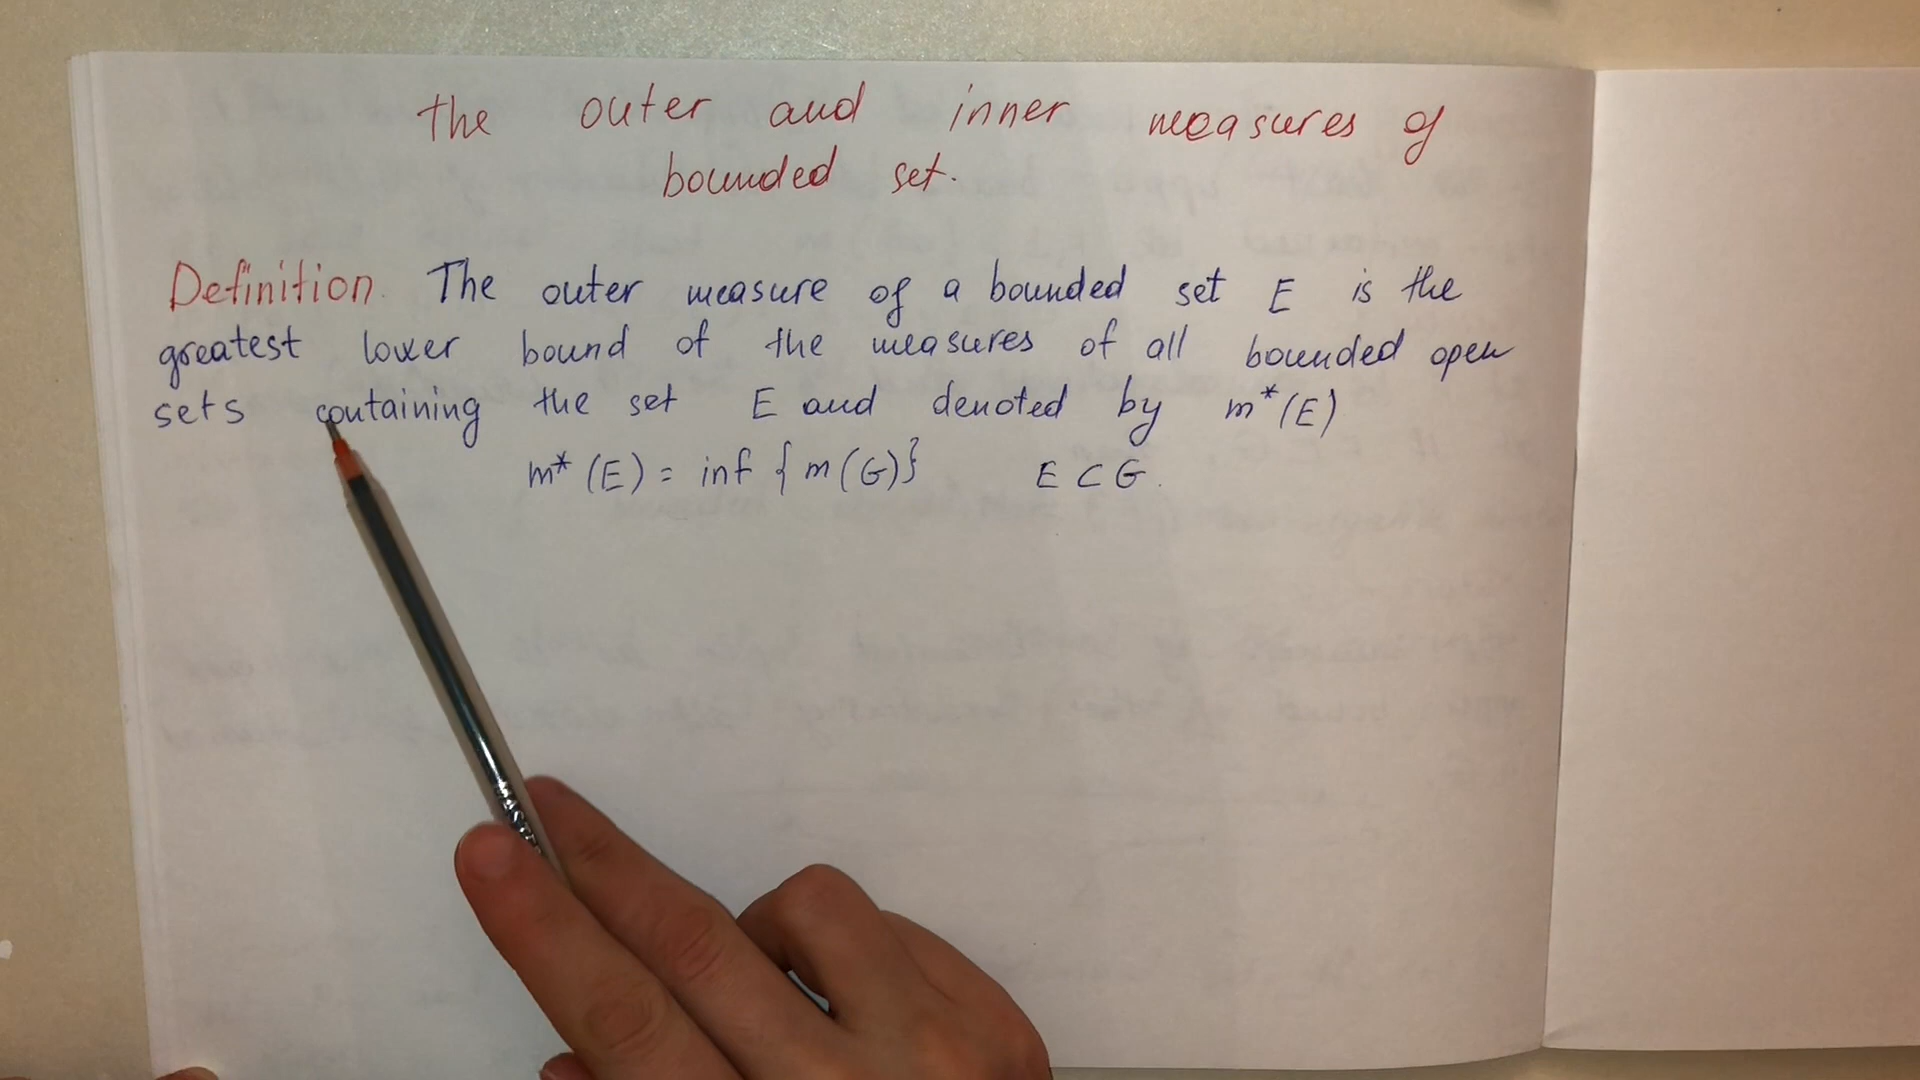 The outer and inner measures of
bounded set.
Definition. The outer measure of a bounded set E is the
greatest lower bound of the measures of all bounded open
sets containing the set E and denoted by m*(E)
m*(E) = inf {m(G)} E ⊂ G.